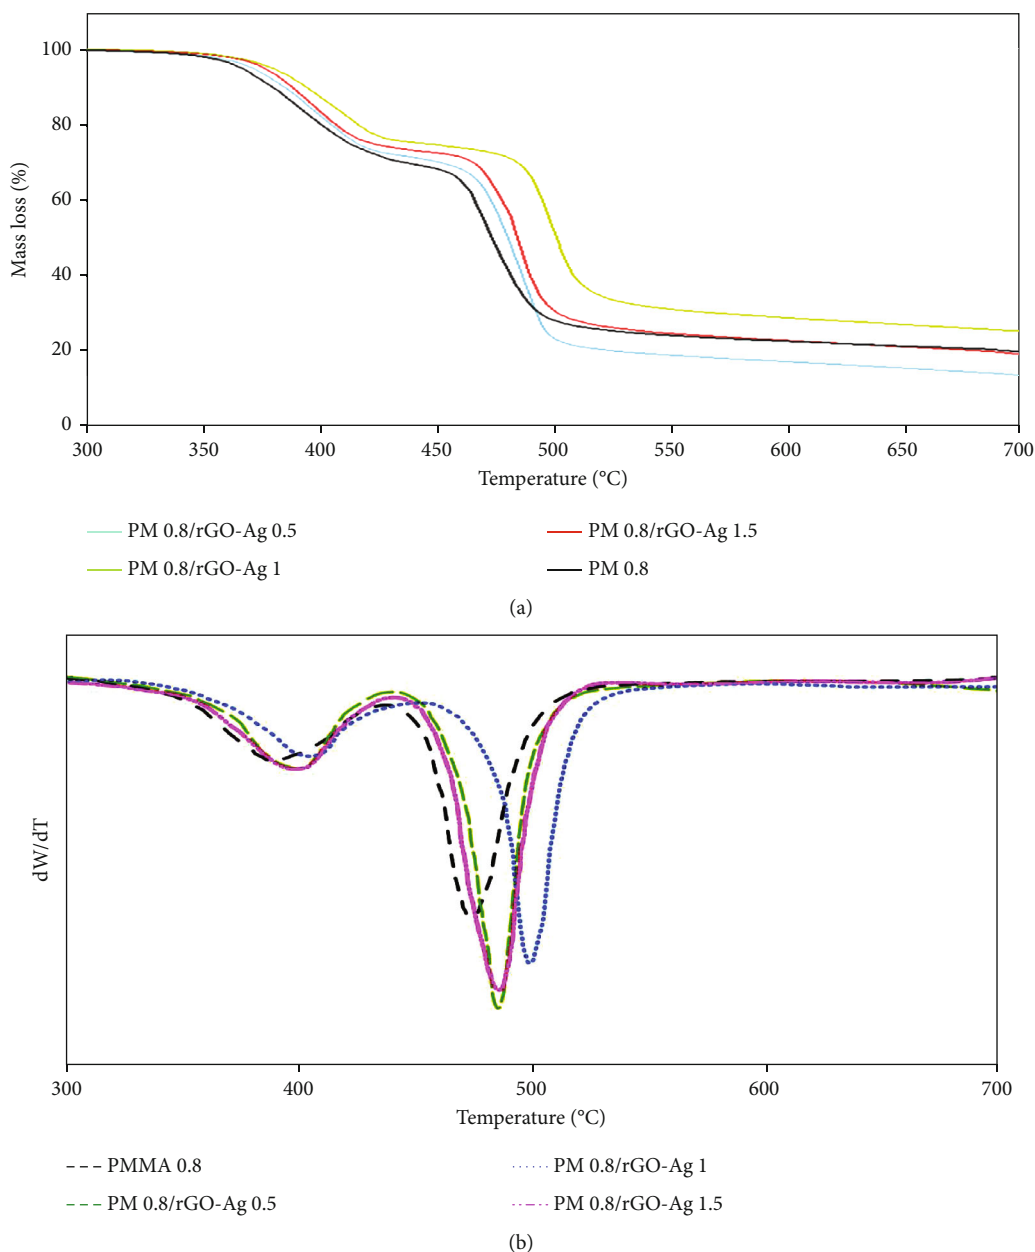 100
80
60
40
20
0
Mass loss (%)
300 350 400 450 500 550 600 650 700
Temperature (°C)
PM 0.8/rGO-Ag 0.5 PM 0.8/rGO-Ag 1.5
PM 0.8/rGO-Ag 1 PM 0.8
(a)
dW/dT
300 400 500 600 700
Temperature (°C)
PMMA 0.8 PM 0.8/rGO-Ag 1
PM 0.8/rGO-Ag 0.5 PM 0.8/rGO-Ag 1.5
(b)